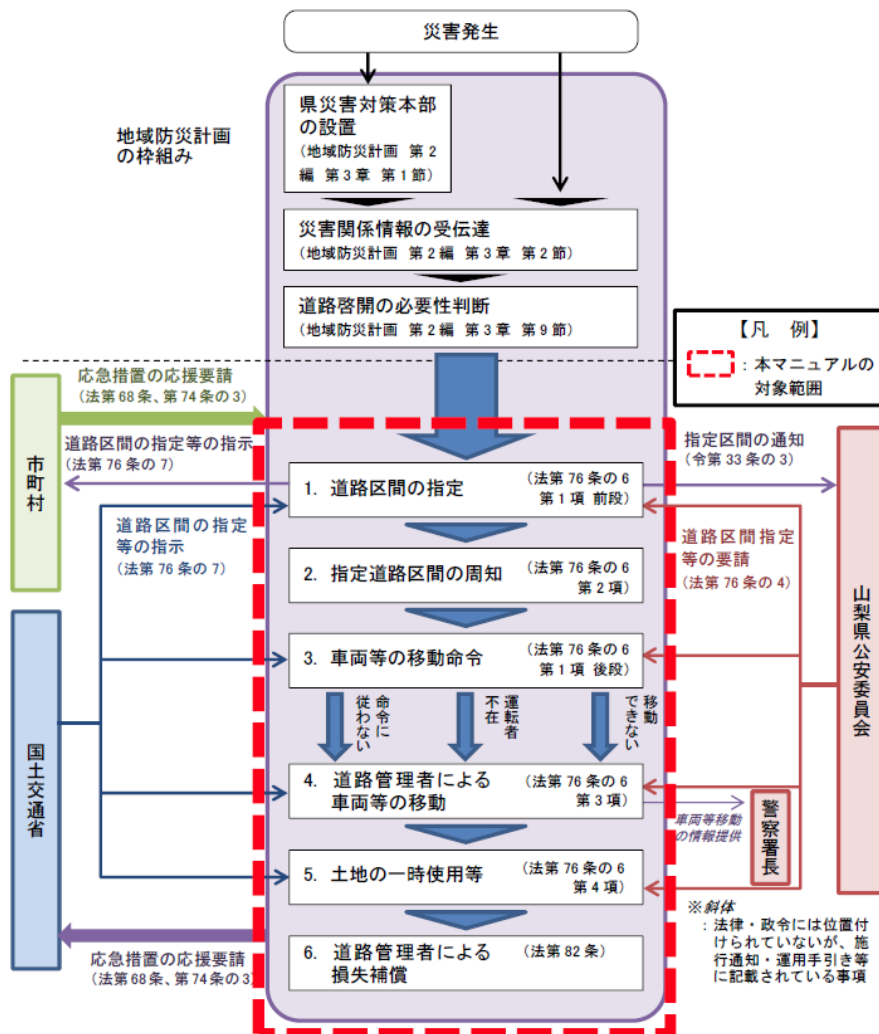 災害発生
地域防災計画
の枠組み
県災害対策本部
の設置
(地域防災計画 第2
編 第3章 第1節)
災害関係情報の受伝達
(地域防災計画 第2編 第3章 第2節)
道路啓開の必要性判断
(地域防災計画 第2編 第3章 第9節)
【凡 例】
:本マニュアルの
対象範囲
応急措置の応援要請
(法第68条、第74条の3)
道路区間の指定等の指示
(法第76条の7)
市町村
道路区間の指定
等の指示
(法第76条の7)
国土交通省
応急措置の応援要請
(法第68条、第74条の3)
1. 道路区間の指定
(法第76条の6
第1項 前段)
2. 指定道路区間の周知
(法第76条の6
第2項)
3. 車両等の移動命令
(法第76条の6
第1項 後段)
命令に
従わない
運転者
不在
移動
できない
4. 道路管理者による
車両等の移動
(法第76条の6
第3項)
5. 土地の一時使用等
(法第76条の6
第4項)
6. 道路管理者による
損失補償
(法第82条)
指定区間の通知
(令第33条の3)
道路区間指定
等の要請
(法第76条の4)
山梨県公安委員会
車両等移動
の情報提供
警察署長
※斜体
:法律・政令には位置付
けられていないが、施
行通知・運用手引き等
に記載されている事項